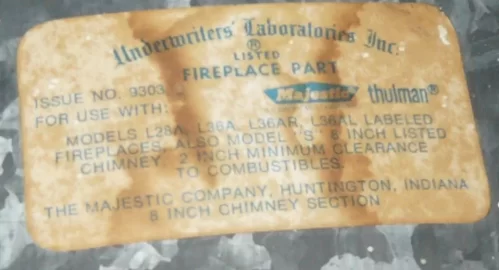 Underwriters' Laboratories Inc.
®
LISTED
FIREPLACE PART
ISSUE NO. 9303
Majestic thulman®
FOR USE WITH:
MODELS L28A, L36A, L36AR, L36AL LABELED
FIREPLACES, ALSO MODEL "S" 8 INCH LISTED
CHIMNEY, 2 INCH MINIMUM CLEARANCE
TO COMBUSTIBLES.
THE MAJESTIC COMPANY, HUNTINGTON, INDIANA
8 INCH CHIMNEY SECTION